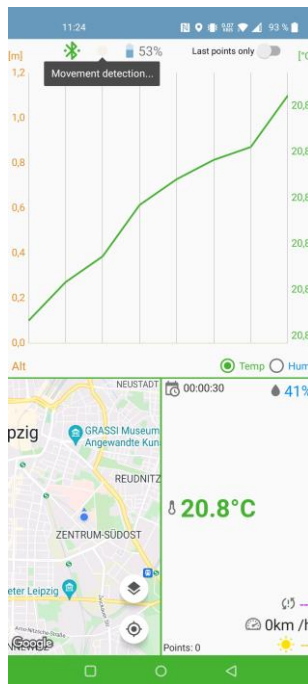 11:24
93 %
[m]
53%
Last points only
[°
Movement detection...
1,2
1,0
0,8
0,6
0,4
0,2
0,0
20,8
20,8
20,8
20,8
20,8
20,8
Alt
Temp
Hum
NEUSTADT
pzig
GRASSI Museum
Angewandte Kun
REUDNITZ
ZENTRUM-SÜDOST
eter Leipzig
Google
00:00:30
41%
20.8°C
0km /h
Points: 0